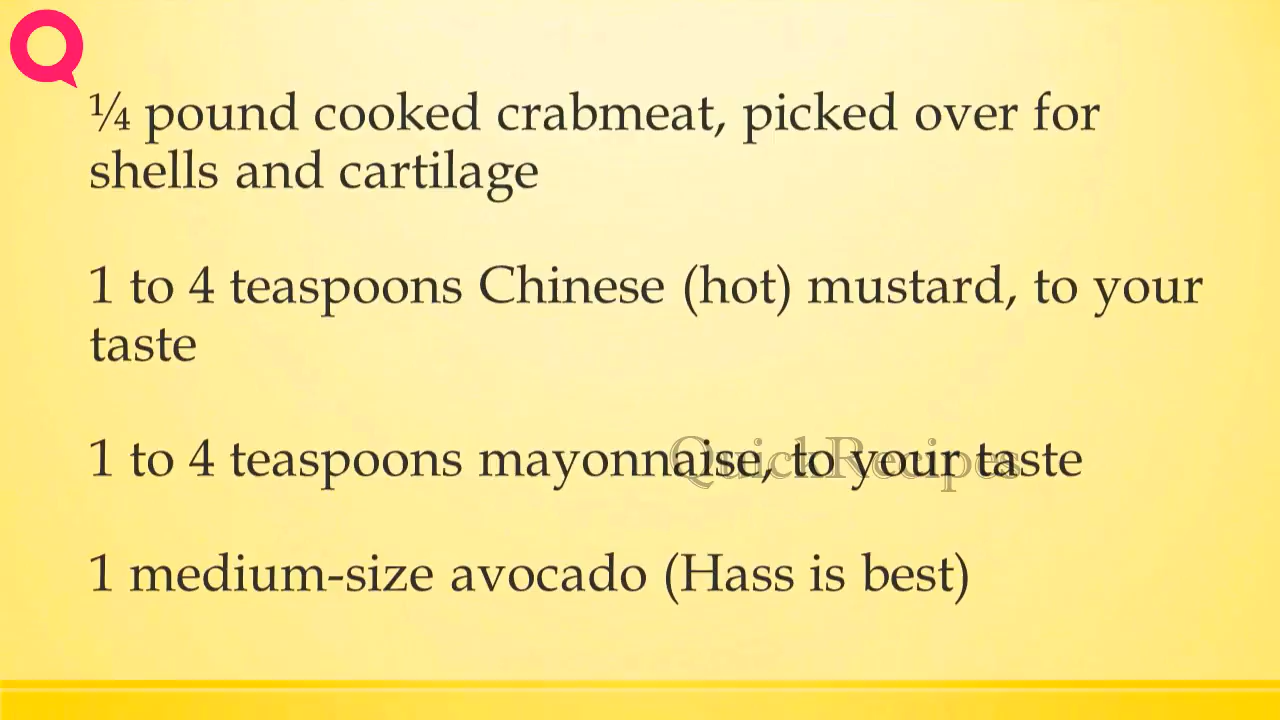 ¼ pound cooked crabmeat, picked over for
shells and cartilage
1 to 4 teaspoons Chinese (hot) mustard, to your
taste
1 to 4 teaspoons mayonnaise, to your taste
QuickRecipes
1 medium-size avocado (Hass is best)